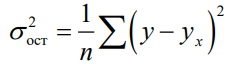 σ²ост = 1/n ∑(y − yₓ)²